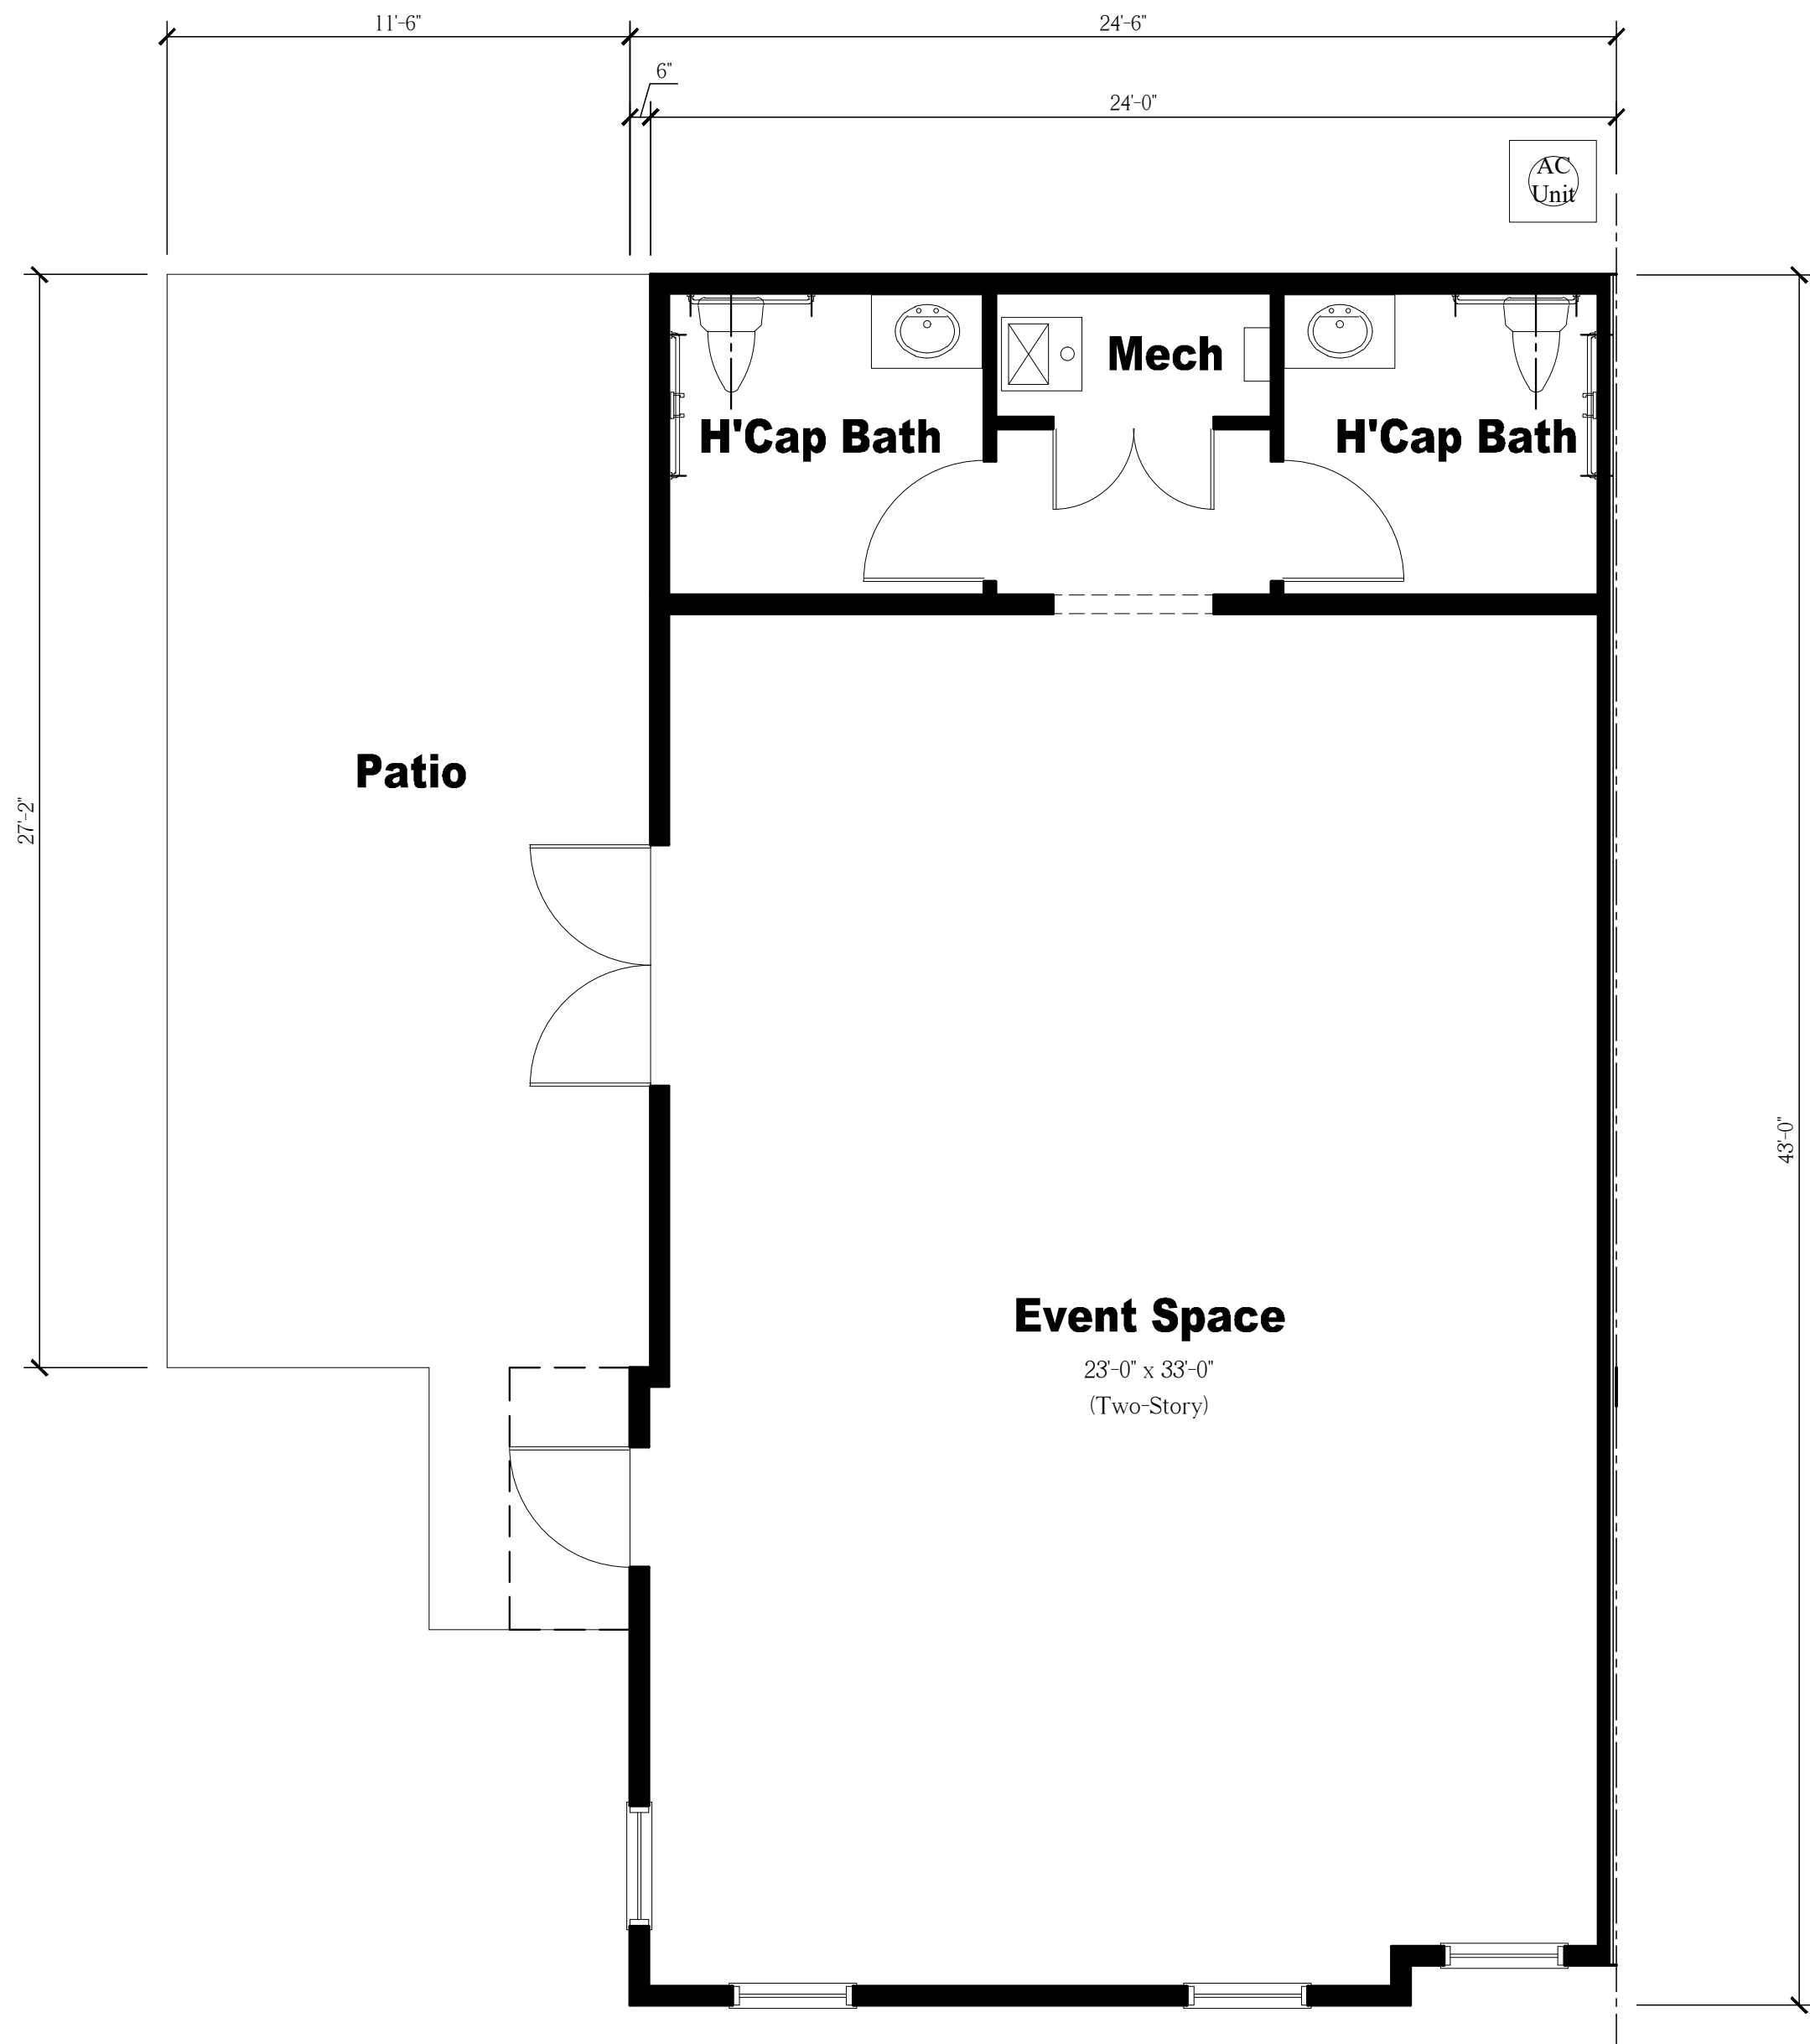 11'-6"
24'-6"
6"
24'-0"
AC
Unit
Mech
H'Cap Bath
H'Cap Bath
Patio
27'-2"
43'-0"
Event Space
23'-0" x 33'-0"
(Two-Story)